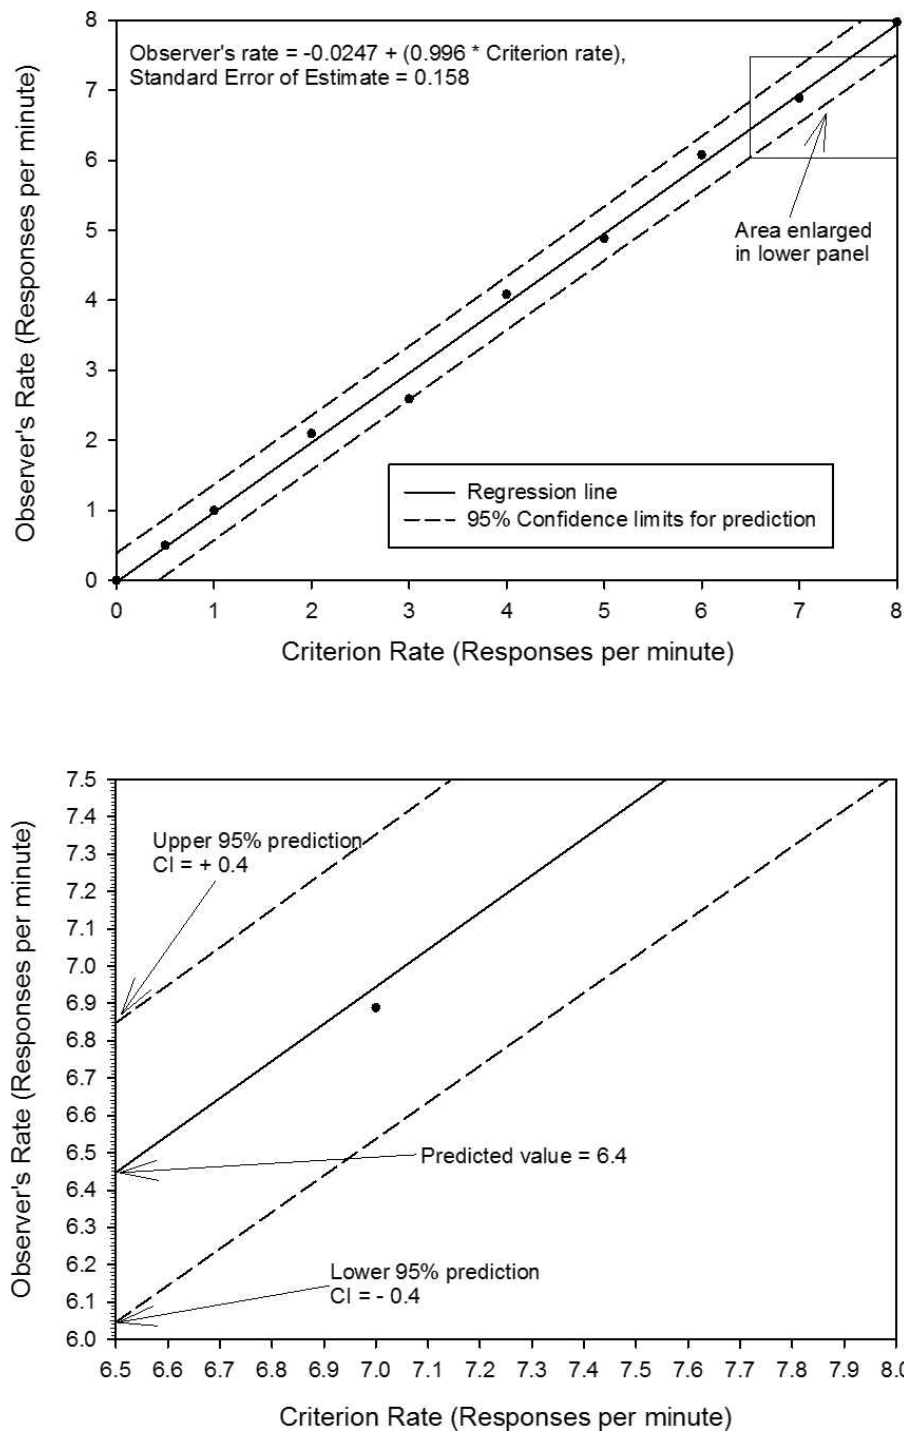 Observer's rate = -0.0247 + (0.996 * Criterion rate),
Standard Error of Estimate = 0.158
Observer's Rate (Responses per minute)
8
7
6
5
4
3
2
1
0
Area enlarged
in lower panel
Regression line
95% Confidence limits for prediction
0 1 2 3 4 5 6 7 8
Criterion Rate (Responses per minute)
Observer's Rate (Responses per minute)
7.5
7.4
7.3
7.2
7.1
7.0
6.9
6.8
6.7
6.6
6.5
6.4
6.3
6.2
6.1
6.0
Upper 95% prediction
CI = + 0.4
Predicted value = 6.4
Lower 95% prediction
CI = - 0.4
6.5 6.6 6.7 6.8 6.9 7.0 7.1 7.2 7.3 7.4 7.5 7.6 7.7 7.8 7.9 8.0
Criterion Rate (Responses per minute)